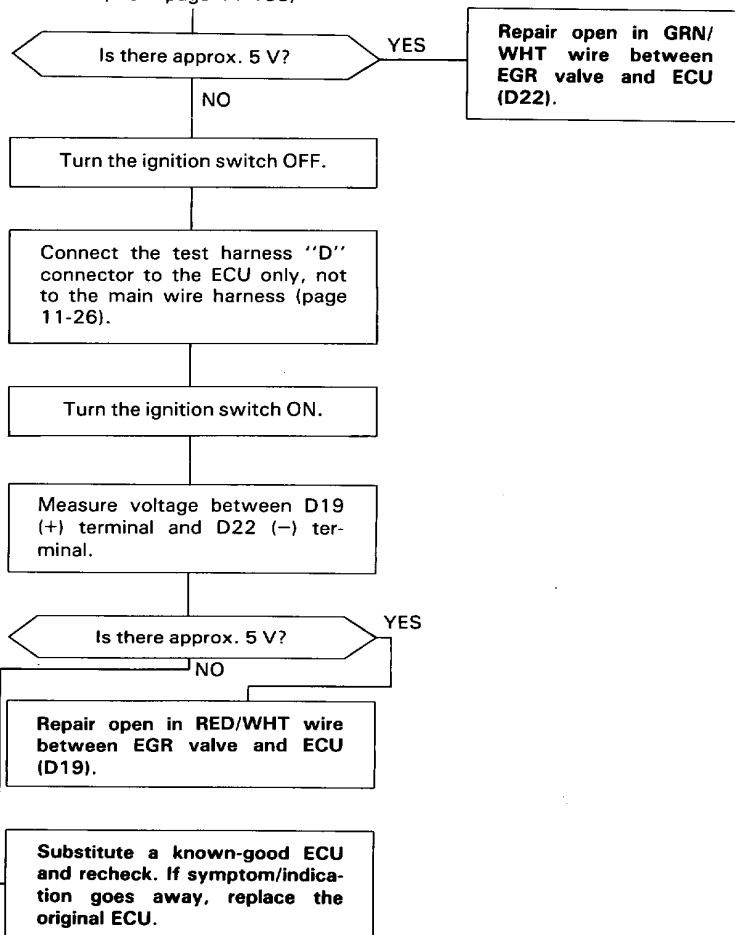 Is there approx. 5 V?
YES
Repair open in GRN/
WHT wire between
EGR valve and ECU
(D22).
NO
Turn the ignition switch OFF.
Connect the test harness ''D''
connector to the ECU only, not
to the main wire harness (page
11-26).
Turn the ignition switch ON.
Measure voltage between D19
(+) terminal and D22 (−) ter-
minal.
Is there approx. 5 V?
YES
NO
Repair open in RED/WHT wire
between EGR valve and ECU
(D19).
Substitute a known-good ECU
and recheck. If symptom/indica-
tion goes away, replace the
original ECU.